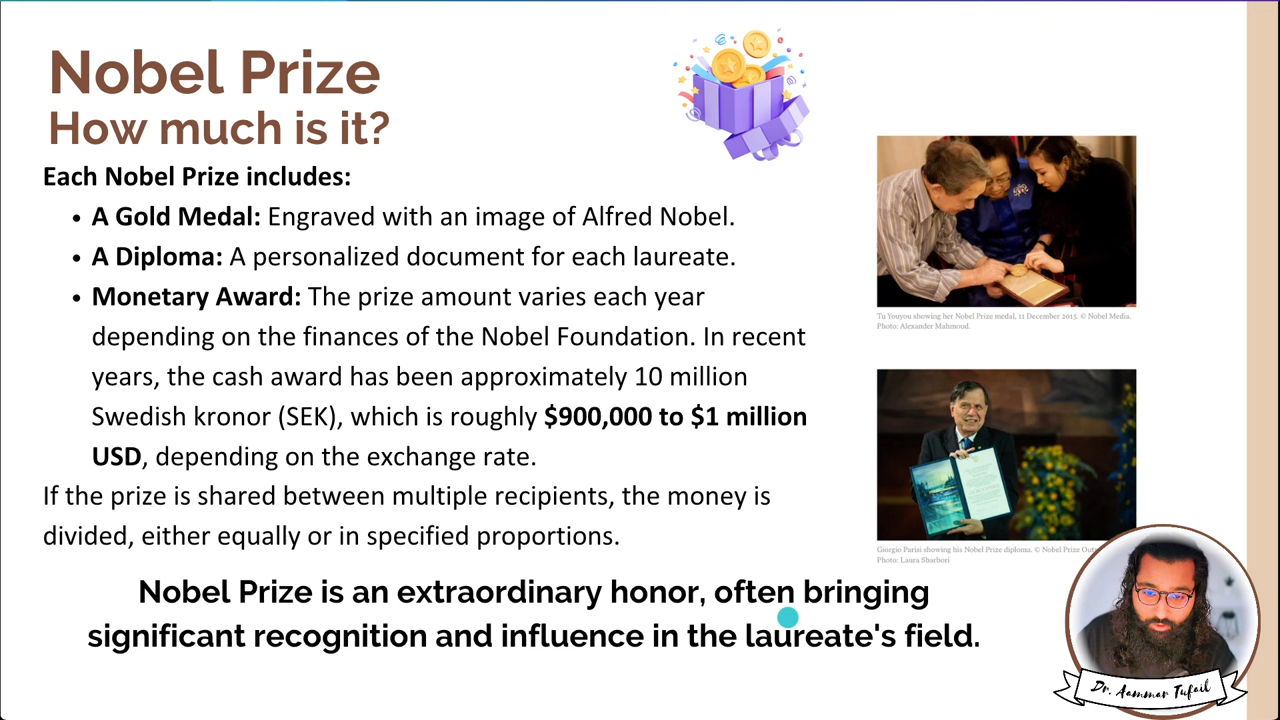 Nobel Prize
How much is it?
Each Nobel Prize includes:
• A Gold Medal: Engraved with an image of Alfred Nobel.
• A Diploma: A personalized document for each laureate.
• Monetary Award: The prize amount varies each year
depending on the finances of the Nobel Foundation. In recent
years, the cash award has been approximately 10 million
Swedish kronor (SEK), which is roughly $900,000 to $1 million
USD, depending on the exchange rate.
If the prize is shared between multiple recipients, the money is
divided, either equally or in specified proportions.
Nobel Prize is an extraordinary honor, often bringing
significant recognition and influence in the laureate's field.
Tu Youyou showing her Nobel Prize medal, 11 December 2015. © Nobel Media.
Photo: Alexander Mahmoud.
Giorgio Parisi showing his Nobel Prize diploma. © Nobel Prize
Photo: Laura Sbarbori
Dr. Aammar Tufail